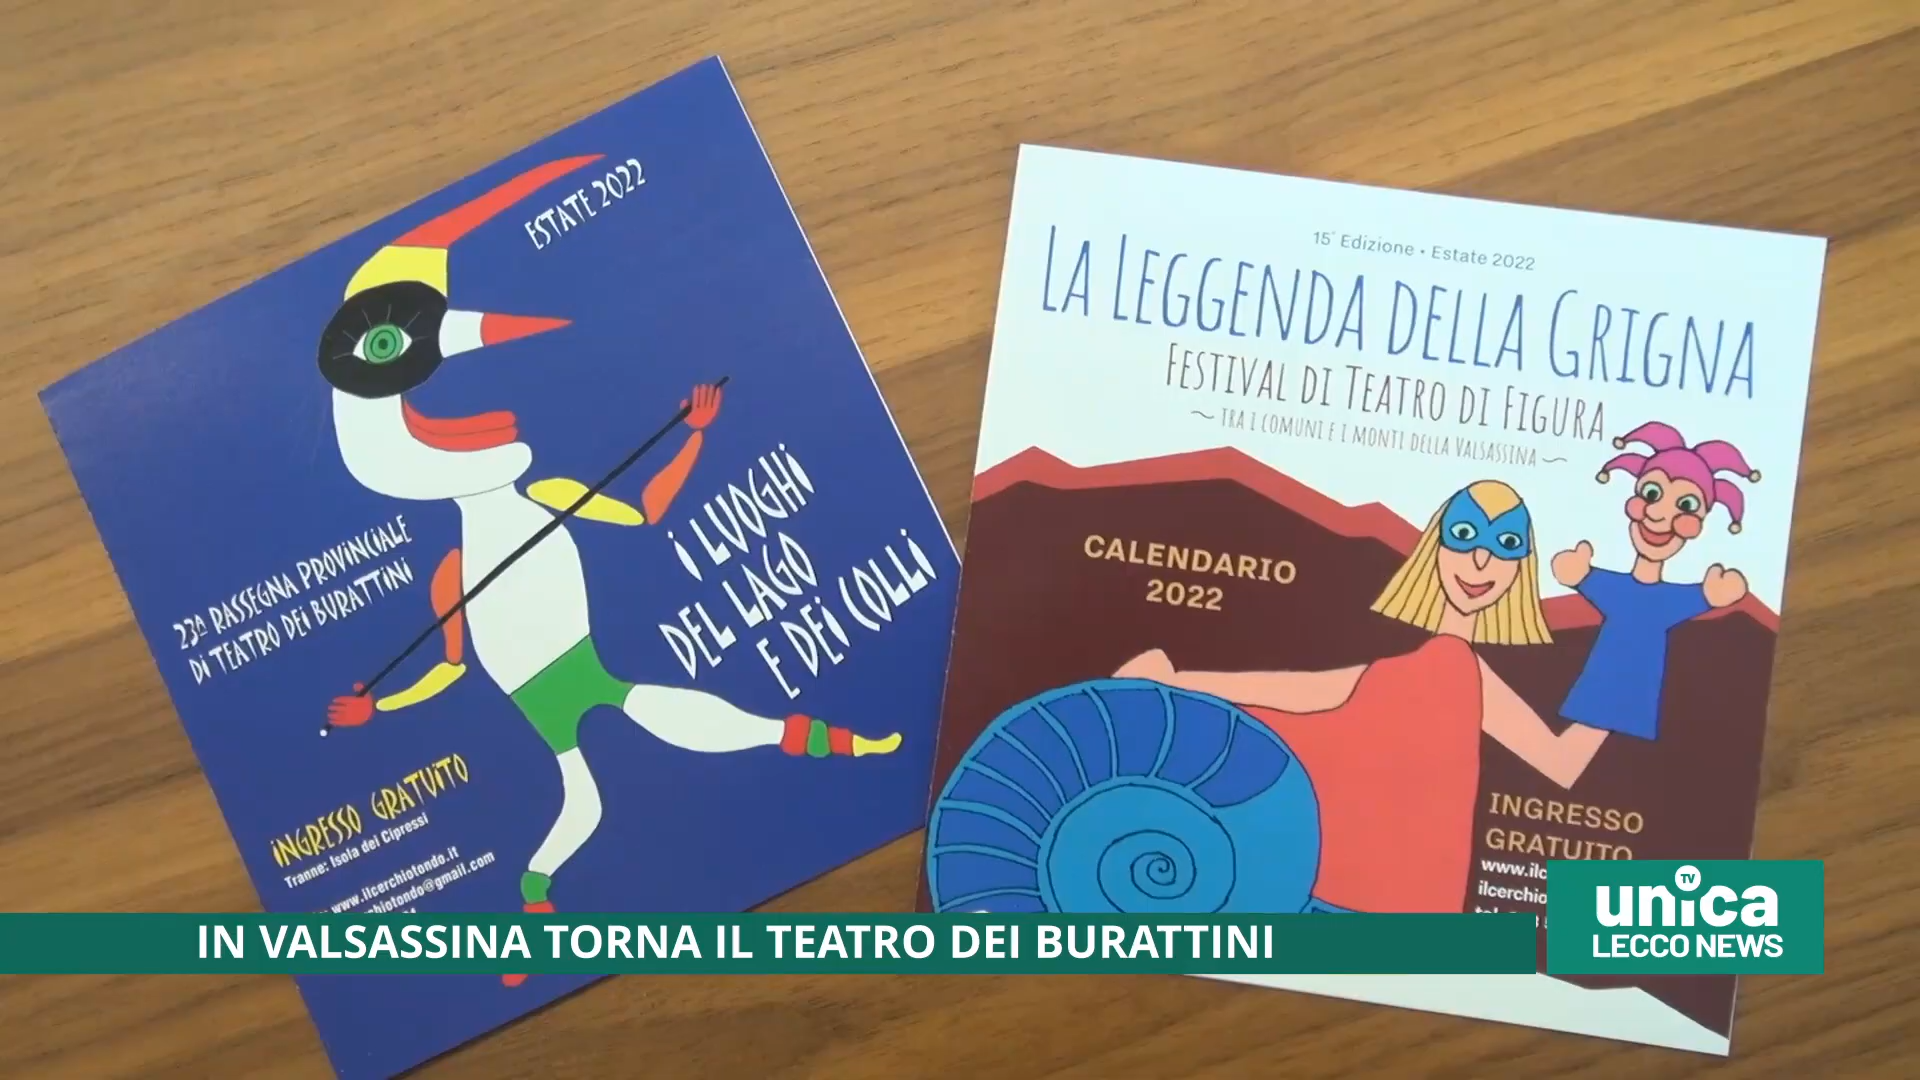 ESTATE 2022
23ª RASSEGNA PROVINCIALE
DI TEATRO DEI BURATTINI
I LUOGHI
DEL LAGO
E DEI COLLI
INGRESSO GRATUITO
Tranne: Isola dei Cipressi
www.ilcerchiotondo.it
15ª Edizione • Estate 2022
LA LEGGENDA DELLA GRIGNA
FESTIVAL DI TEATRO DI FIGURA
~ TRA I COMUNI E I MONTI DELLA VALSASSINA ~
CALENDARIO
2022
INGRESSO
GRATUITO
IN VALSASSINA TORNA IL TEATRO DEI BURATTINI
unica TV
LECCO NEWS